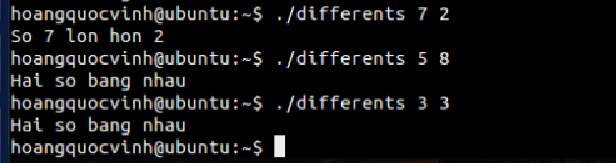 hoangquocvinh@ubuntu:~$ ./differents 7 2
So 7 lon hon 2
hoangquocvinh@ubuntu:~$ ./differents 5 8
Hai so bang nhau
hoangquocvinh@ubuntu:~$ ./differents 3 3
Hai so bang nhau
hoangquocvinh@ubuntu:~$